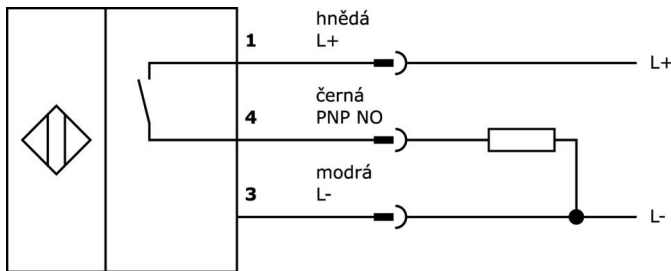 hnědá
1 L+
L+
černá
4 PNP NO
modrá
3 L-
L-